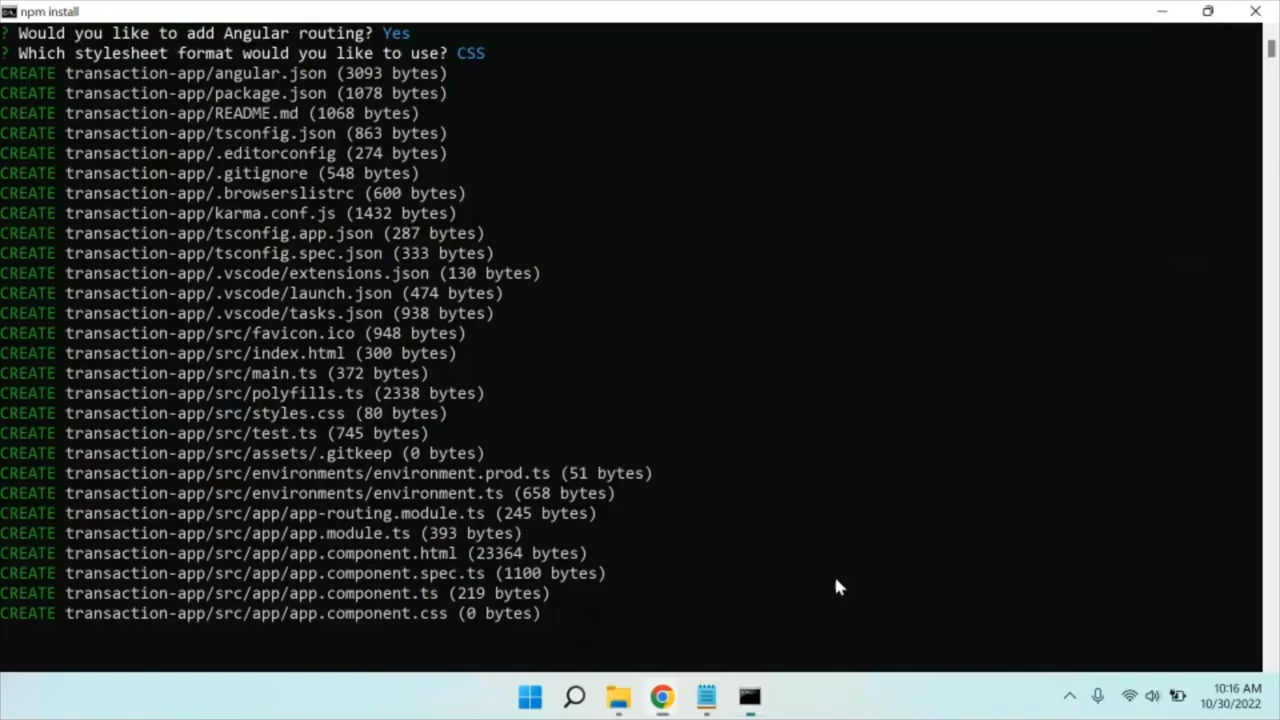 npm install
? Would you like to add Angular routing? Yes
? Which stylesheet format would you like to use? CSS
CREATE transaction-app/angular.json (3093 bytes)
CREATE transaction-app/package.json (1078 bytes)
CREATE transaction-app/README.md (1068 bytes)
CREATE transaction-app/tsconfig.json (863 bytes)
CREATE transaction-app/.editorconfig (274 bytes)
CREATE transaction-app/.gitignore (548 bytes)
CREATE transaction-app/.browserslistrc (600 bytes)
CREATE transaction-app/karma.conf.js (1432 bytes)
CREATE transaction-app/tsconfig.app.json (287 bytes)
CREATE transaction-app/tsconfig.spec.json (333 bytes)
CREATE transaction-app/.vscode/extensions.json (130 bytes)
CREATE transaction-app/.vscode/launch.json (474 bytes)
CREATE transaction-app/.vscode/tasks.json (938 bytes)
CREATE transaction-app/src/favicon.ico (948 bytes)
CREATE transaction-app/src/index.html (300 bytes)
CREATE transaction-app/src/main.ts (372 bytes)
CREATE transaction-app/src/polyfills.ts (2338 bytes)
CREATE transaction-app/src/styles.css (80 bytes)
CREATE transaction-app/src/test.ts (745 bytes)
CREATE transaction-app/src/assets/.gitkeep (0 bytes)
CREATE transaction-app/src/environments/environment.prod.ts (51 bytes)
CREATE transaction-app/src/environments/environment.ts (658 bytes)
CREATE transaction-app/src/app/app-routing.module.ts (245 bytes)
CREATE transaction-app/src/app/app.module.ts (393 bytes)
CREATE transaction-app/src/app/app.component.html (23364 bytes)
CREATE transaction-app/src/app/app.component.spec.ts (1100 bytes)
CREATE transaction-app/src/app/app.component.ts (219 bytes)
CREATE transaction-app/src/app/app.component.css (0 bytes)
10:16 AM
10/30/2022